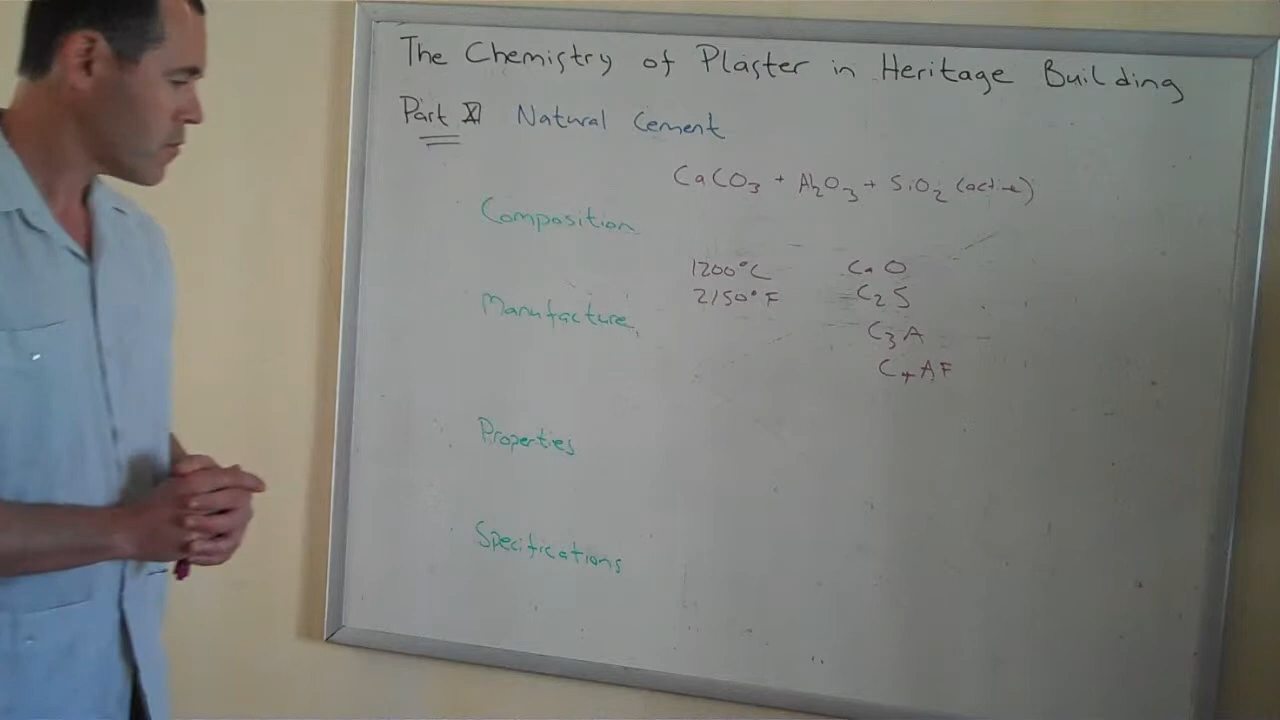 The Chemistry of Plaster in Heritage Building
Part XI Natural Cement
CaCO₃ + Al₂O₃ + SiO₂ (active)
Composition
1200°C CaO
2150°F C₂S
Manufacture
C₃A
C₄AF
Properties
Specifications